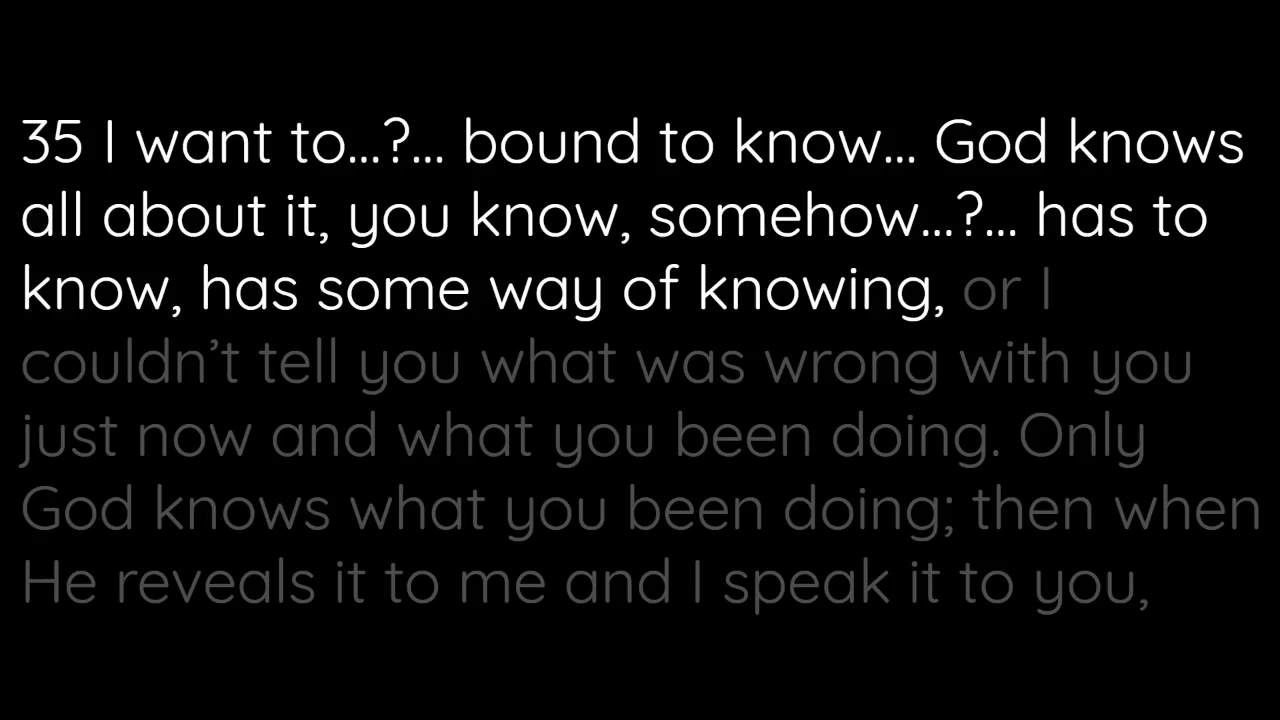 35 I want to...?... bound to know... God knows
all about it, you know, somehow...?... has to
know, has some way of knowing, or I
couldn’t tell you what was wrong with you
just now and what you been doing. Only
God knows what you been doing; then when
He reveals it to me and I speak it to you,